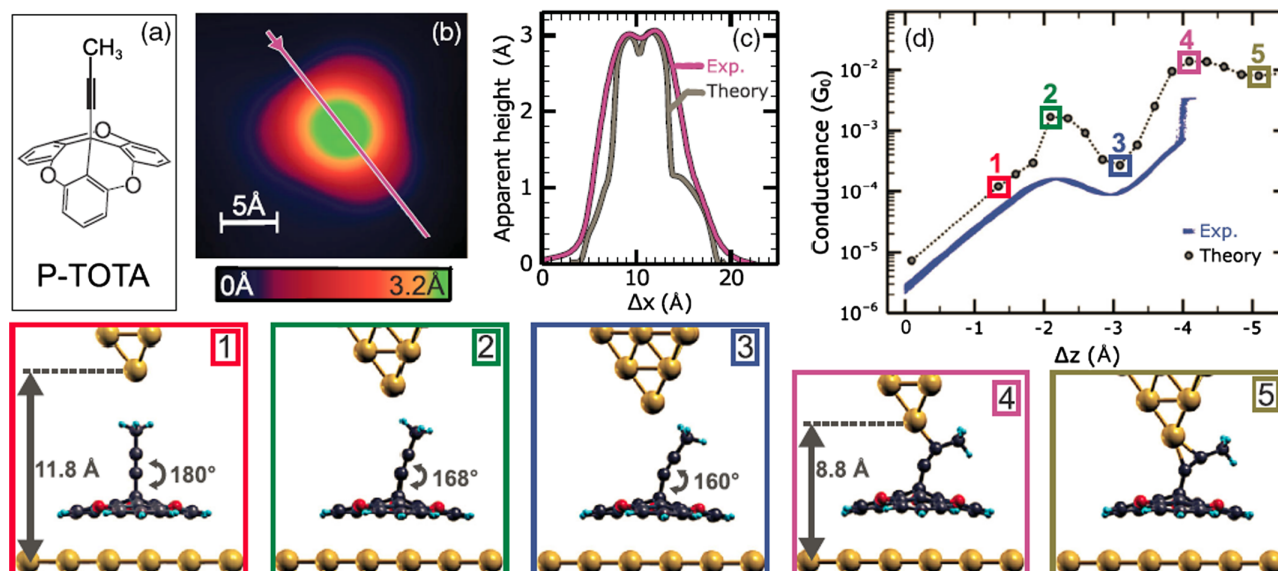 (a)
CH₃
O
O
O
P-TOTA
(b)
5Å
0Å
3.2Å
(c)
Apparent height (Å)
3
2
1
0
Exp.
Theory
0
10
20
Δx (Å)
(d)
Conductance (G₀)
10⁻²
10⁻³
10⁻⁴
10⁻⁵
10⁻⁶
1
2
3
4
5
Exp.
Theory
0
-1
-2
-3
-4
-5
Δz (Å)
1
11.8 Å
180°
2
168°
3
160°
4
8.8 Å
5